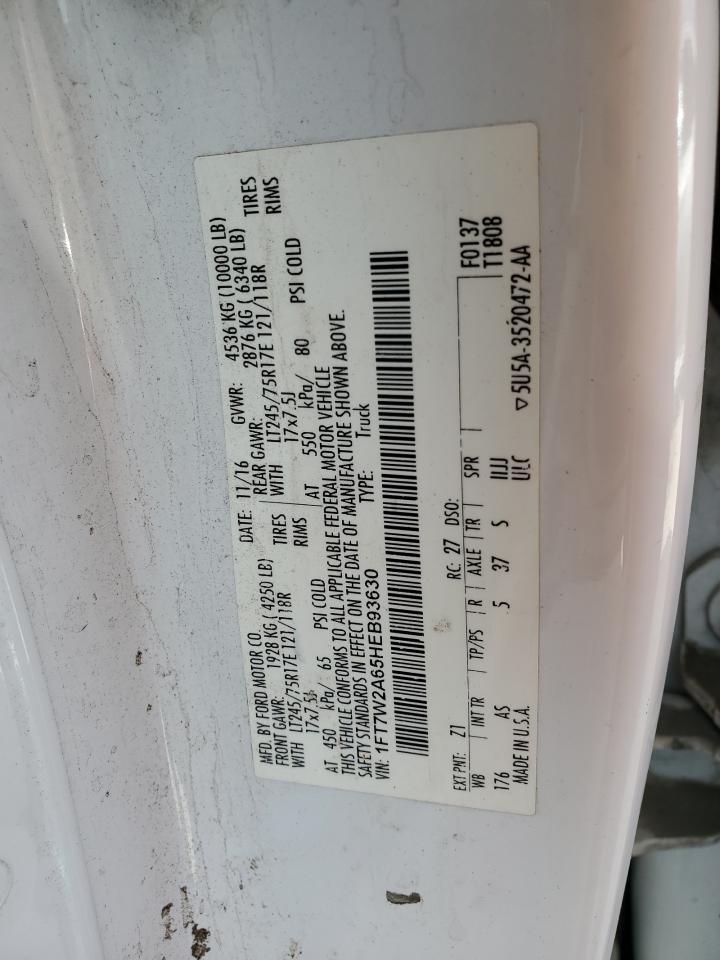 MFD. BY FORD MOTOR CO.
DATE: 11/16 GVWR: 4536 KG (10000 LB)
FRONT GAWR: 1928 KG ( 4250 LB) REAR GAWR: 2876 KG ( 6340 LB)
WITH LT245/75R17E 121/118R TIRES WITH LT245/75R17E 121/118R TIRES
17x7.5J RIMS 17x7.5J RIMS
AT 450 kPa/ 65 PSI COLD AT 550 kPa/ 80 PSI COLD
THIS VEHICLE CONFORMS TO ALL APPLICABLE FEDERAL MOTOR VEHICLE
SAFETY STANDARDS IN EFFECT ON THE DATE OF MANUFACTURE SHOWN ABOVE.
VIN: 1FT7W2A65HEB93630 TYPE: Truck
EXT PNT: Z1 RC: 27 DSO: F0137
WB INT TR TP/PS R AXLE TR SPR T1808
176 AS 5 37 S IIJJ
MADE IN U.S.A. ULC ▽5U5A-3520472-AA